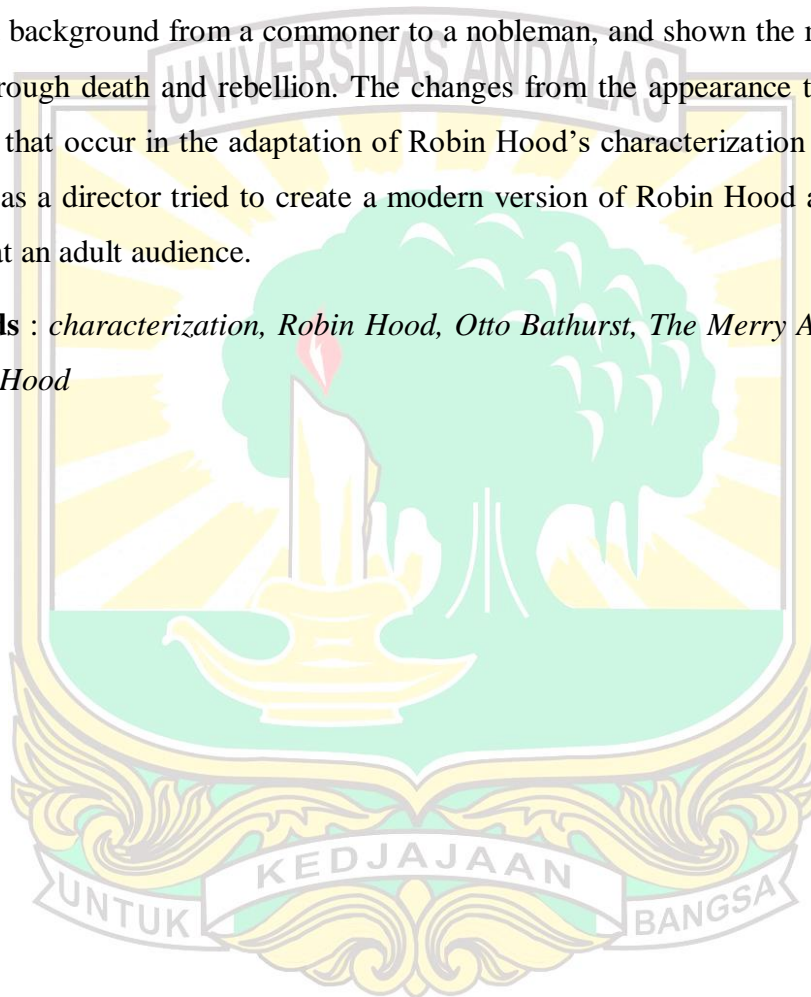 background from a commoner to a nobleman, and shown the r
rough death and rebellion. The changes from the appearance t
that occur in the adaptation of Robin Hood’s characterization
as a director tried to create a modern version of Robin Hood a
at an adult audience.
ls : characterization, Robin Hood, Otto Bathurst, The Merry A
Hood
UNIVERSITAS ANDALAS
UNTUK KEDJAJAAN BANGSA